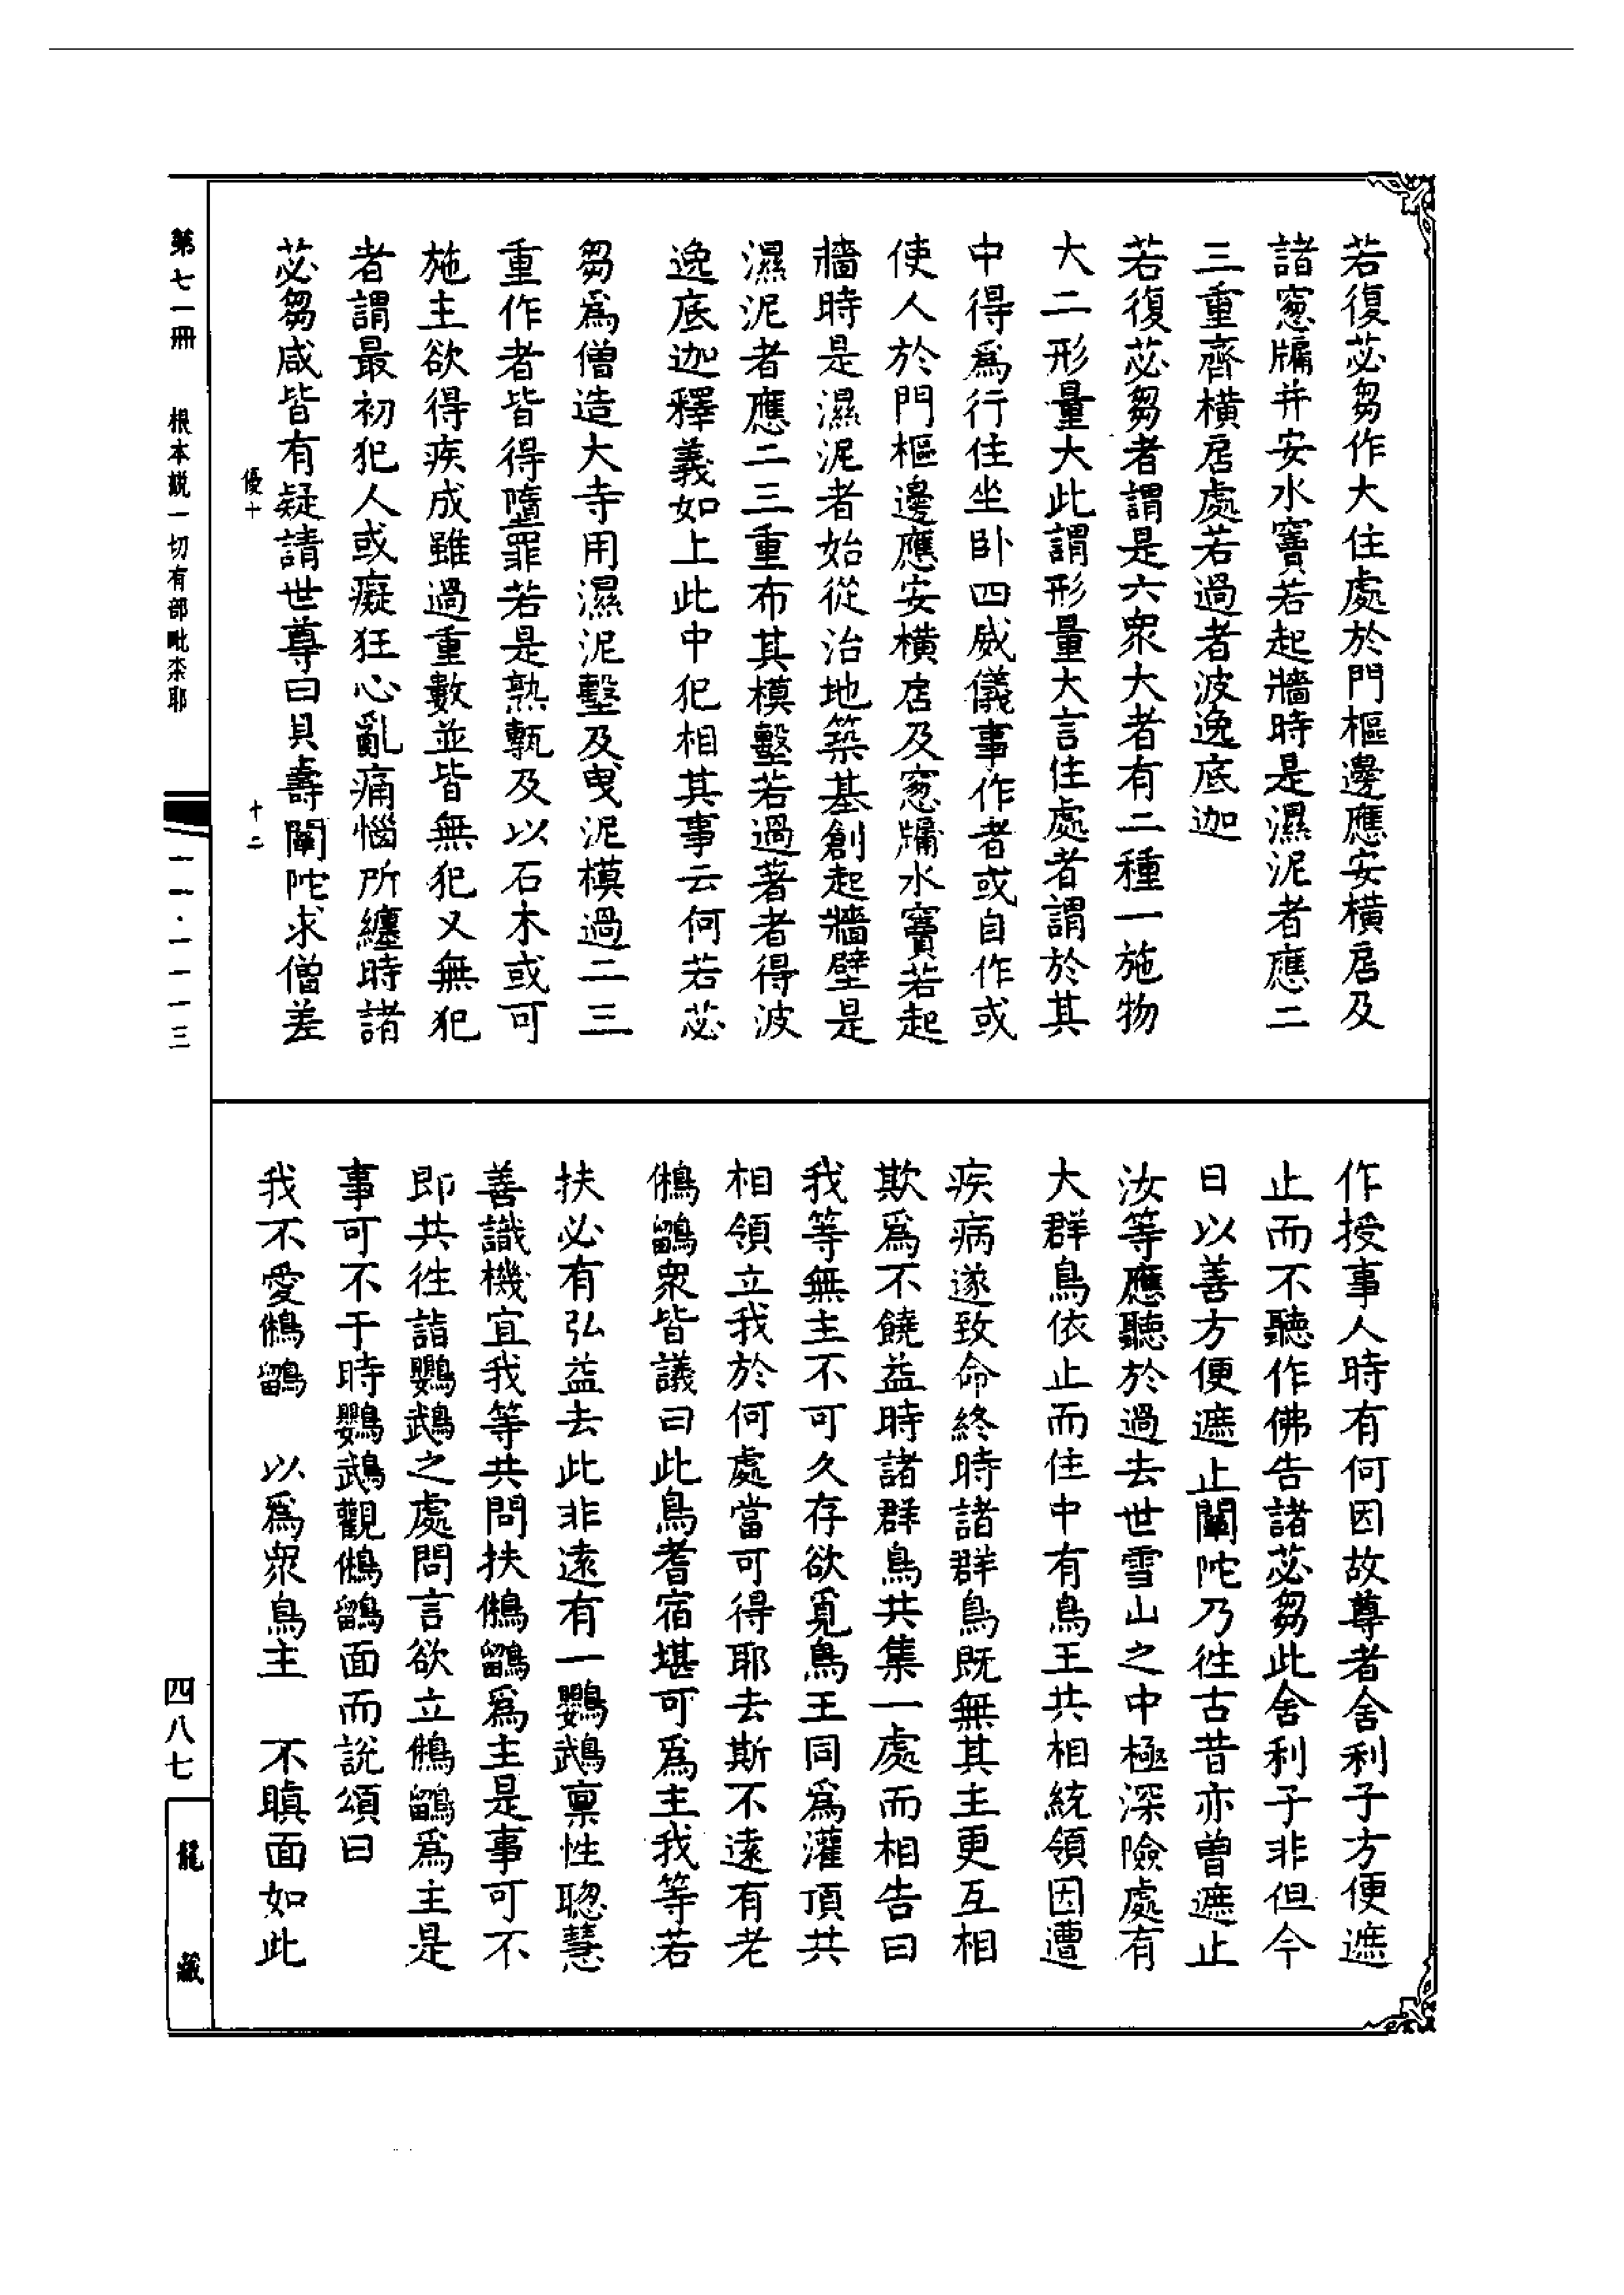 若復苾芻作大住處於門樞邊應安橫扂及
諸窓牖并安水竇若起牆時是濕泥者應二
三重齊橫扂處若過者波逸底迦
若復苾芻者謂是六衆大者有二種一施物
大二形量大此謂形量大言住處者謂於其
中得爲行住坐卧四威儀事作者或自作或
使人於門樞邊應安橫扂及窓牖水竇若起
牆時是濕泥者始從治地築基創起牆壁是
濕泥者應二三重布其模墼若過著者得波
逸底迦釋義如上此中犯相其事云何若苾
芻爲僧造大寺用濕泥墼及曳泥模過二三
重作者皆得墮罪若是熟甎及以石木或可
施主欲得疾成雖過重數並皆無犯又無犯
者謂最初犯人或癡狂心亂痛惱所纏時諸
苾芻咸皆有疑請世尊曰具壽闡陀求僧差
作授事人時有何因故尊者舍利子方便遮
止而不聽作佛告諸苾芻此舍利子非但今
日以善方便遮止闡陀乃往古昔亦曾遮止
汝等應聽於過去世雪山之中極深險處有
大群鳥依止而住中有鳥王共相統領因遭
疾病遂致命終時諸群鳥既無其主更互相
欺爲不饒益時諸群鳥共集一處而相告曰
我等無主不可久存欲覓鳥王同爲灌頂共
相領立我於何處當可得耶去斯不遠有老
鵂鶹衆皆議曰此鳥耆宿堪可爲主我等若
扶必有弘益去此非遠有一鸚鵡稟性聰慧
善識機宜我等共問扶鵂鶹爲主是事可不
即共往詣鸚鵡之處問言欲立鵂鶹爲主是
事可不于時鸚鵡觀鵂鶹面而說頌曰
我不愛鵂鶹　以爲衆鳥主　不瞋面如此
第七一冊　根本說一切有部毗柰耶　一一一·一一一三　四八七　龍藏
優十　十二